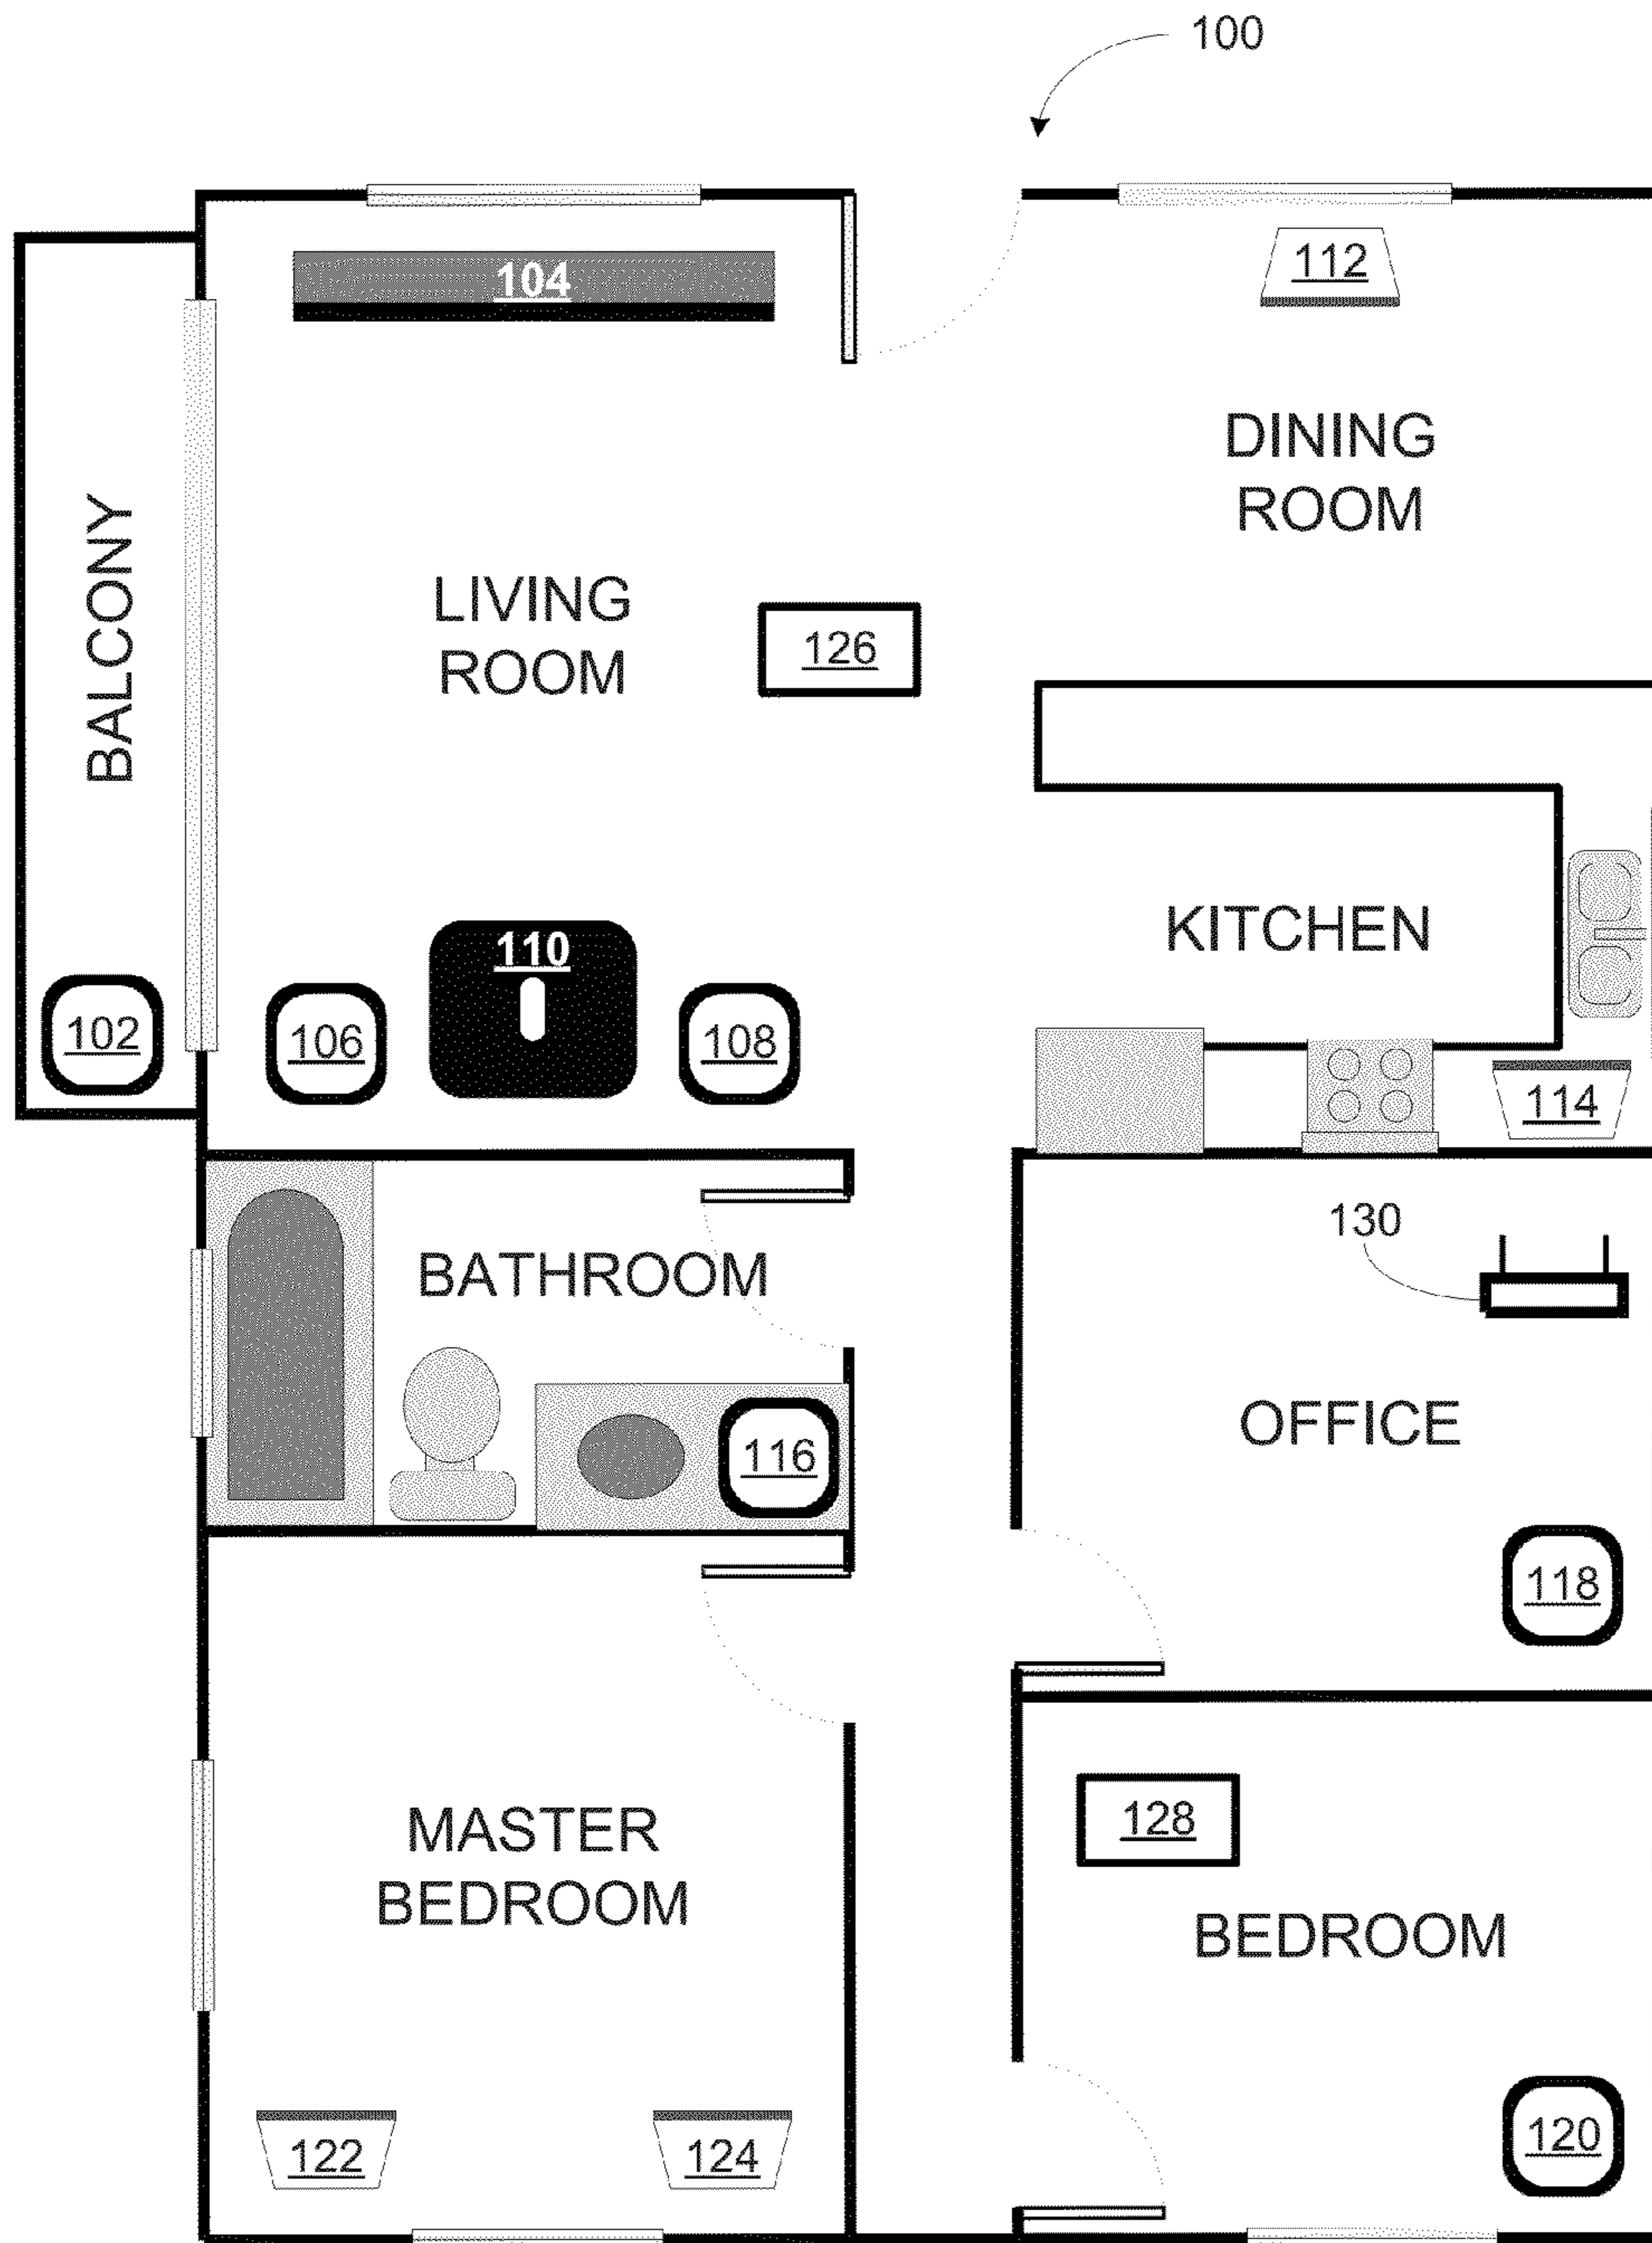 100
104
112
DINING
ROOM
BALCONY
LIVING
ROOM
126
110
KITCHEN
102
106
108
114
130
BATHROOM
OFFICE
116
118
MASTER
BEDROOM
128
BEDROOM
122
124
120